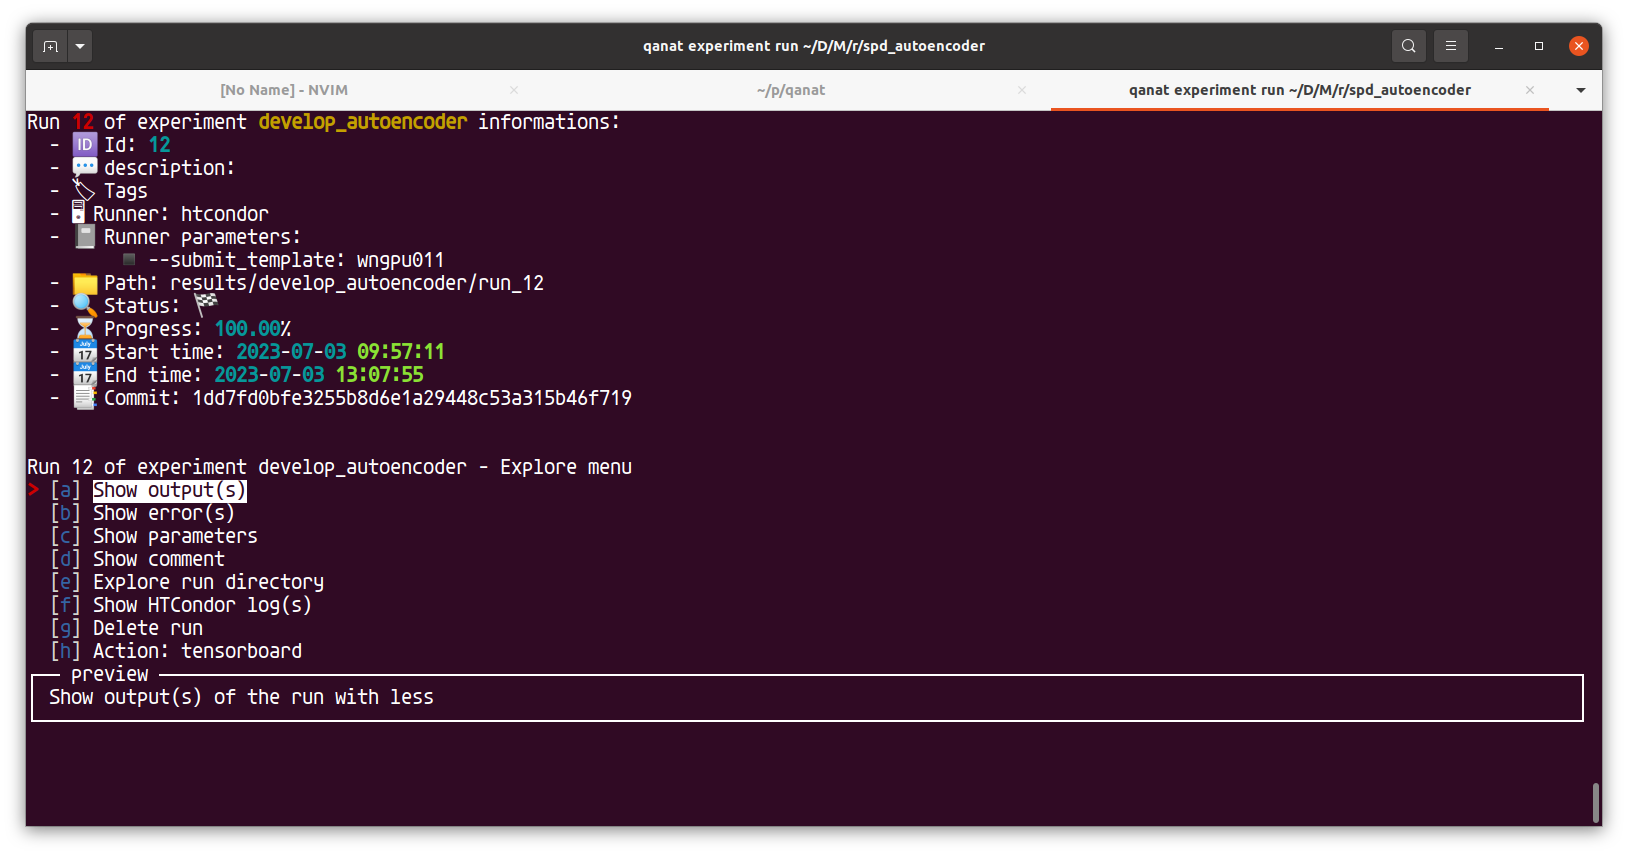 qanat experiment run ~/D/M/r/spd_autoencoder
[No Name] - NVIM
~/p/qanat
qanat experiment run ~/D/M/r/spd_autoencoder
Run 12 of experiment develop_autoencoder informations:
- 🆔 Id: 12
- 💬 description:
- 🏷 Tags
- 🖥 Runner: htcondor
- 📓 Runner parameters:
◾ --submit_template: wngpu011
- 📁 Path: results/develop_autoencoder/run_12
- 🔍 Status: 🏁
- ⏳ Progress: 100.00%
- 📅 Start time: 2023-07-03 09:57:11
- 📅 End time: 2023-07-03 13:07:55
- 📑 Commit: 1dd7fd0bfe3255b8d6e1a29448c53a315b46f719
Run 12 of experiment develop_autoencoder - Explore menu
> [a] Show output(s)
[b] Show error(s)
[c] Show parameters
[d] Show comment
[e] Explore run directory
[f] Show HTCondor log(s)
[g] Delete run
[h] Action: tensorboard
preview
Show output(s) of the run with less